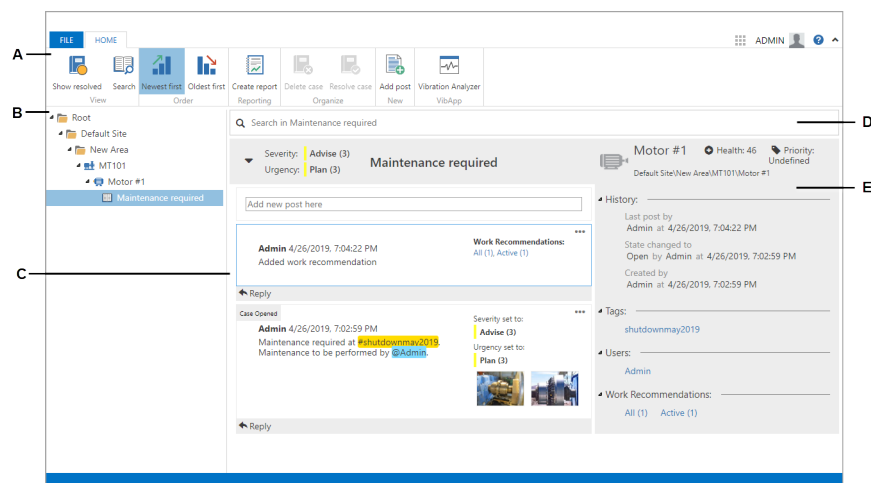 FILE HOME ADMIN
A
Show resolved Search Newest first Oldest first Create report Delete case Resolve case Add post Vibration Analyzer
View Order Reporting Organize New VibApp
B
Root
Default Site
New Area
MT101
Motor #1
Maintenance required
Search in Maintenance required
D
Severity: Advise (3)
Urgency: Plan (3)
Maintenance required
Motor #1 Health: 46 Priority: Undefined
Default Site\New Area\MT101\Motor #1
E
Add new post here
Admin 4/26/2019, 7:04:22 PM
Added work recommendation
Work Recommendations:
All (1), Active (1)
C
Reply
Case Opened
Admin 4/26/2019, 7:02:59 PM
Maintenance required at #shutdownmay2019.
Maintenance to be performed by @Admin.
Severity set to:
Advise (3)
Urgency set to:
Plan (3)
Reply
History:
Last post by
Admin at 4/26/2019, 7:04:22 PM
State changed to
Open by Admin at 4/26/2019, 7:02:59 PM
Created by
Admin at 4/26/2019, 7:02:59 PM
Tags:
shutdownmay2019
Users:
Admin
Work Recommendations:
All (1) Active (1)